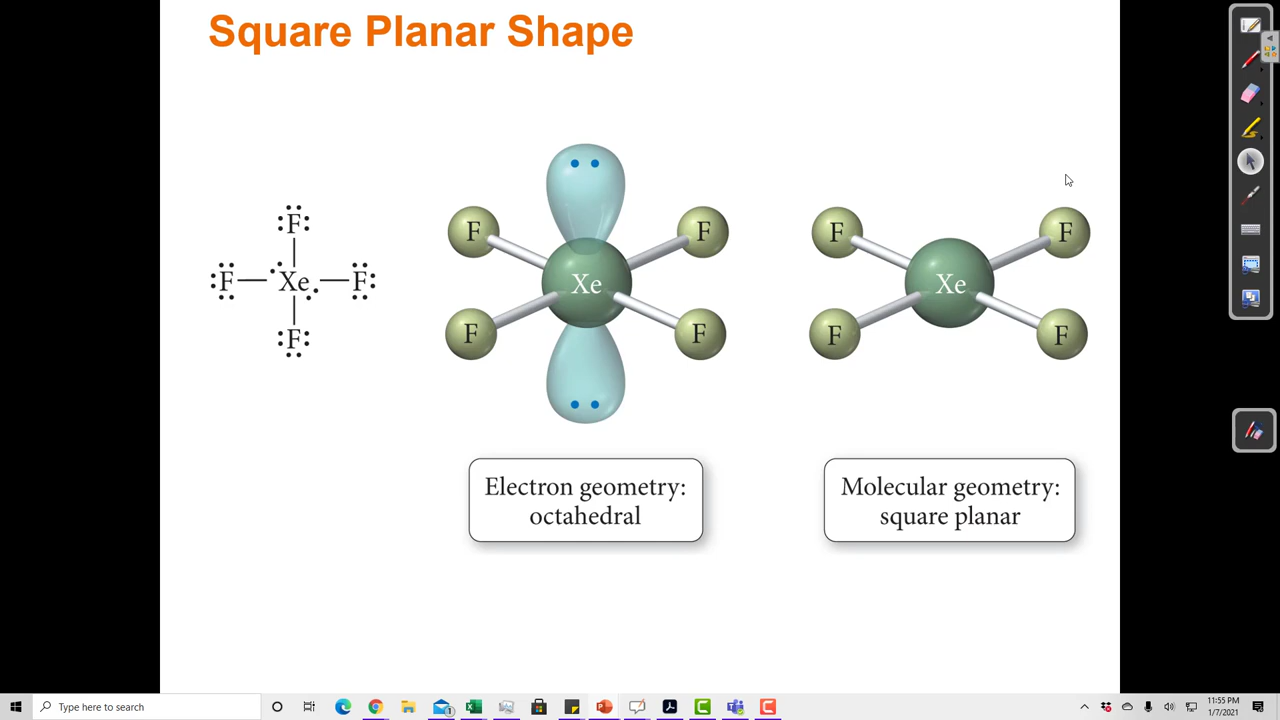 Square Planar Shape
F
F Xe F
F
F F
Xe
F F
F F
Xe
F F
Electron geometry:
octahedral
Molecular geometry:
square planar
Type here to search
1
11:55 PM
1/7/2021